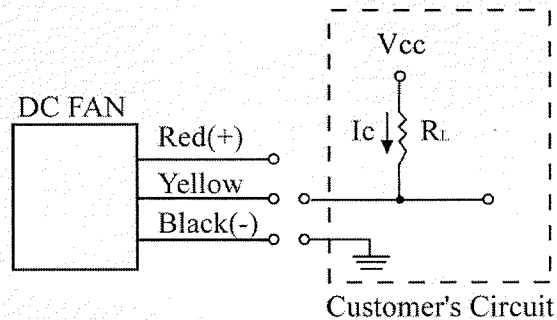 Vcc
DC FAN
Red(+)
Ic
RL
Yellow
Black(-)
Customer's Circuit